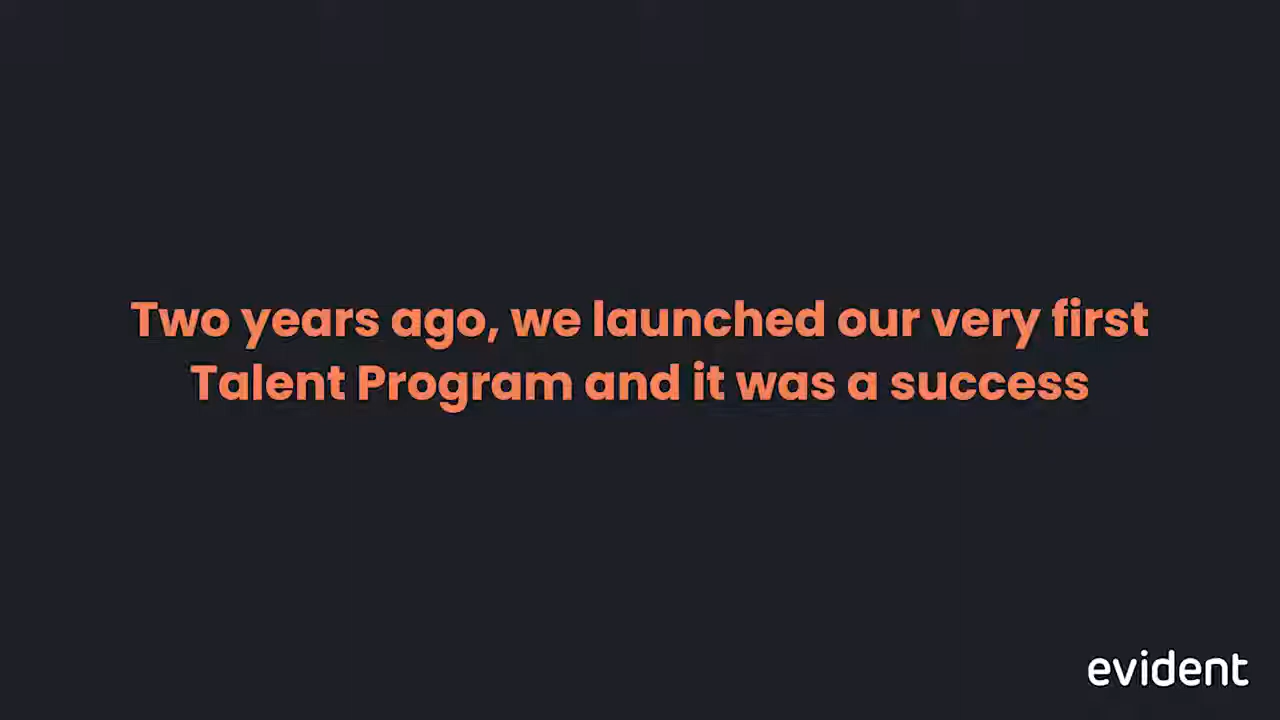 Two years ago, we launched our very first
Talent Program and it was a success
evident